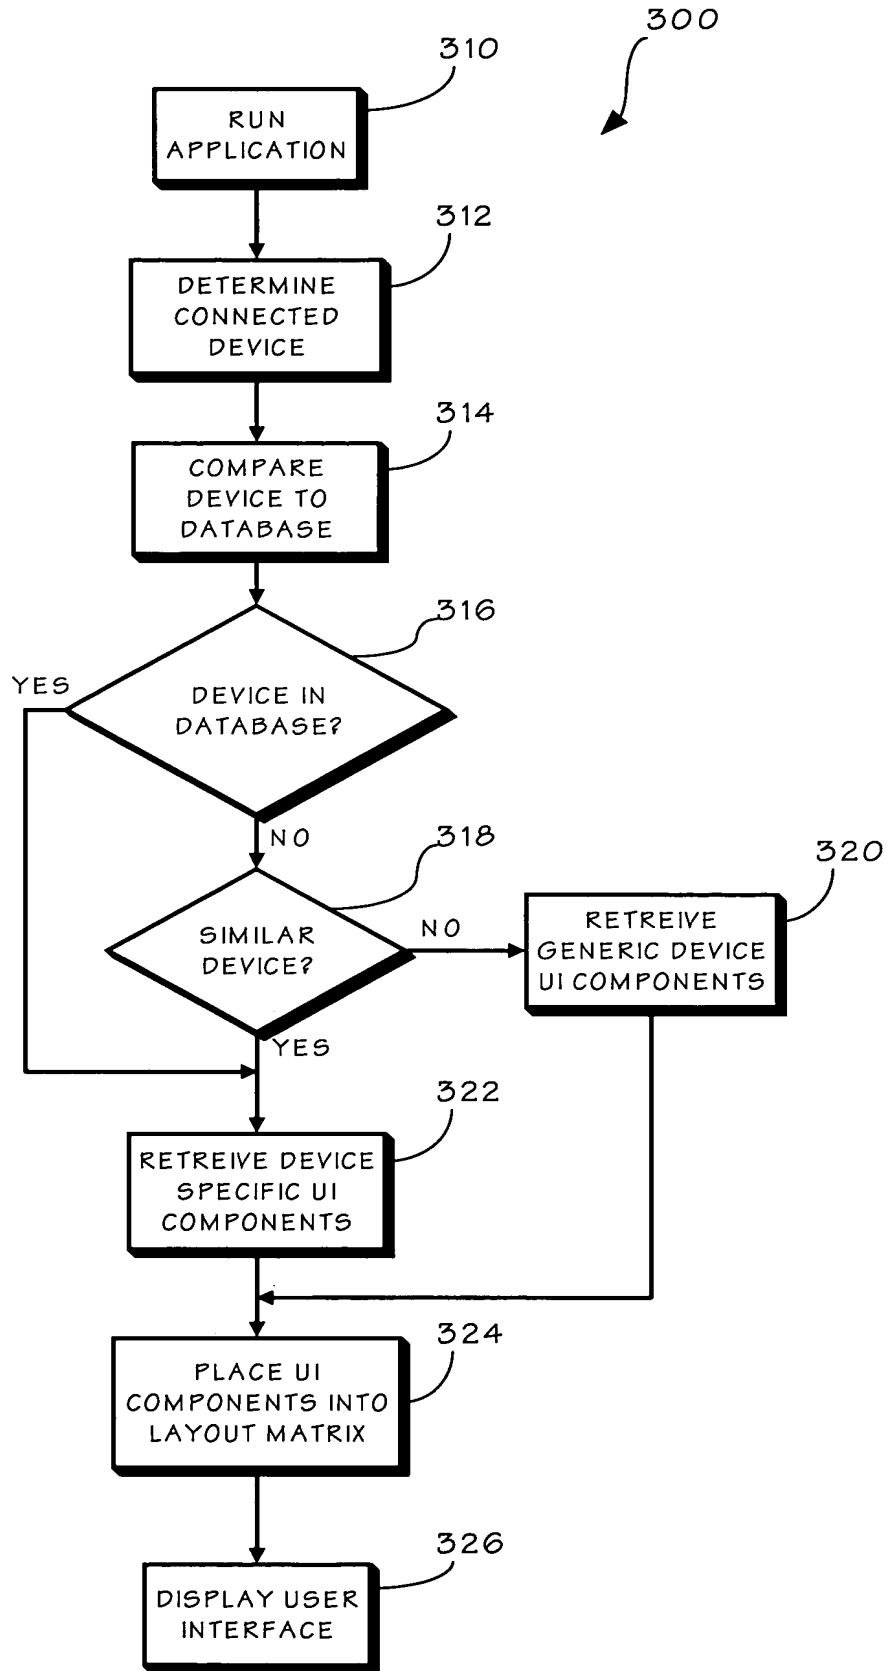 300
310
RUN
APPLICATION
312
DETERMINE
CONNECTED
DEVICE
314
COMPARE
DEVICE TO
DATABASE
316
YES
DEVICE IN
DATABASE?
NO
318
320
SIMILAR
DEVICE?
NO
RETREIVE
GENERIC DEVICE
UI COMPONENTS
YES
322
RETREIVE DEVICE
SPECIFIC UI
COMPONENTS
324
PLACE UI
COMPONENTS INTO
LAYOUT MATRIX
326
DISPLAY USER
INTERFACE